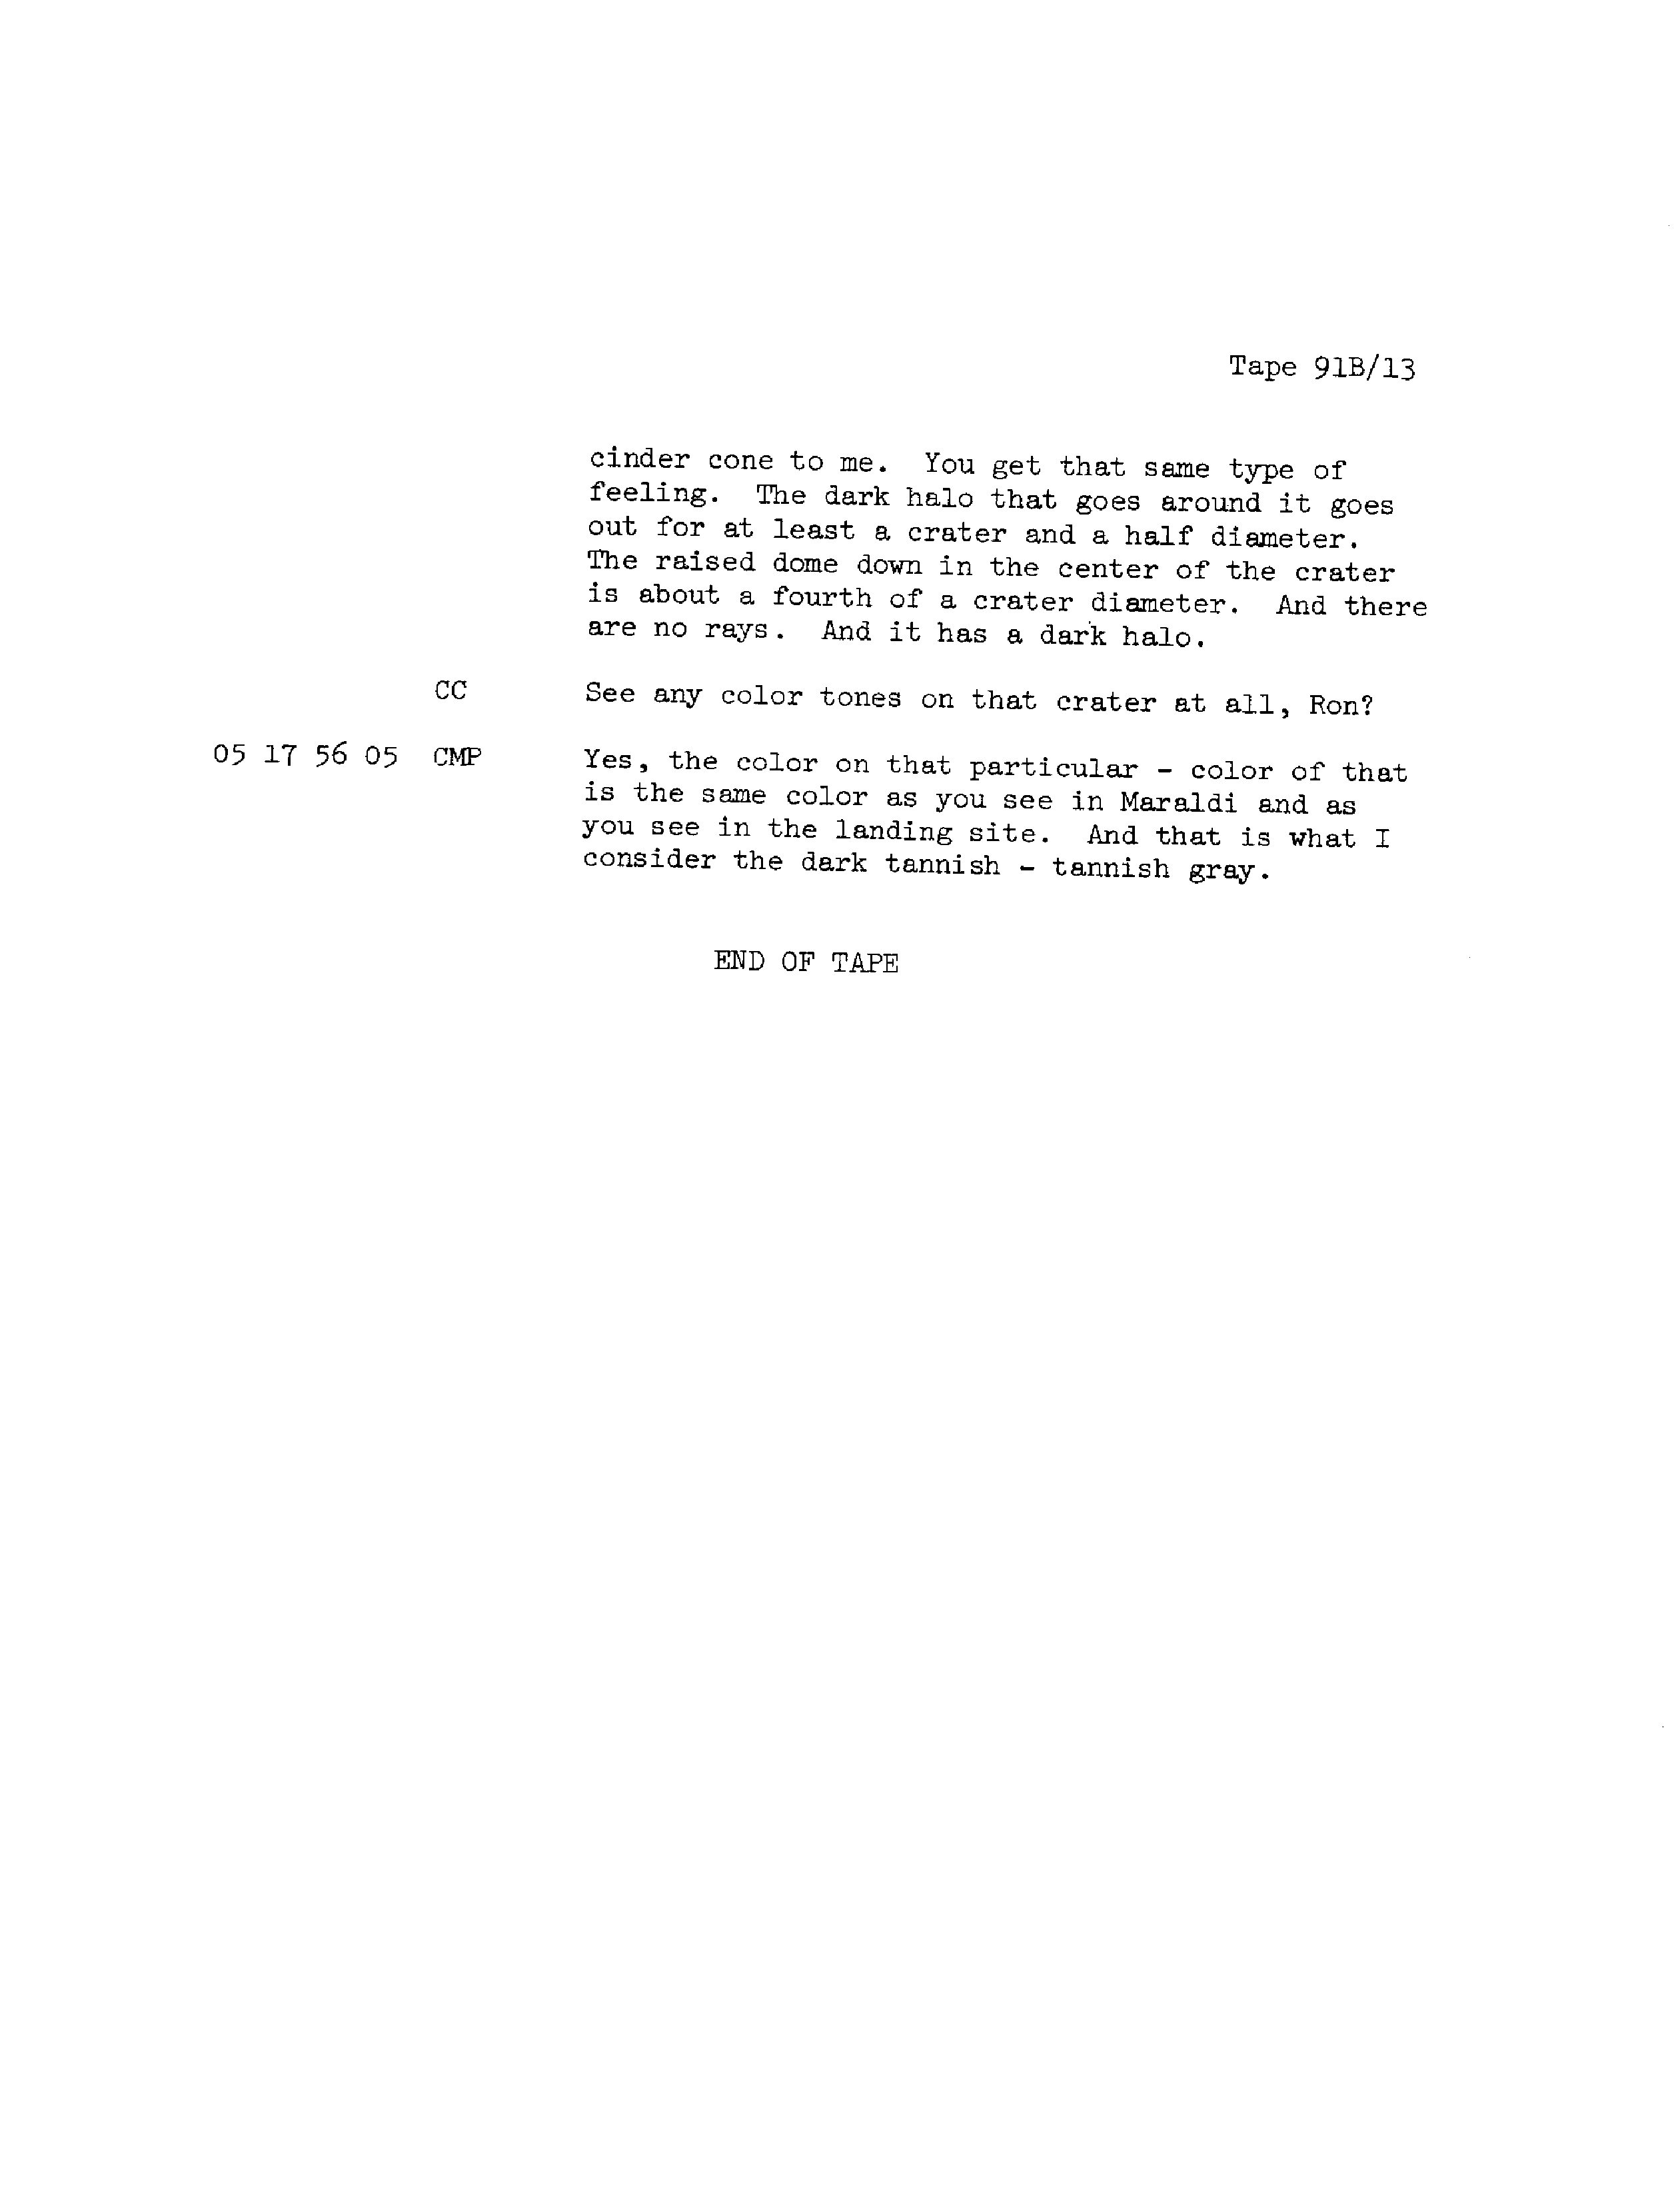 Tape 91B/13
cinder cone to me. You get that same type of
feeling. The dark halo that goes around it goes
out for at least a crater and a half diameter.
The raised dome down in the center of the crater
is about a fourth of a crater diameter. And there
are no rays. And it has a dark halo.
CC See any color tones on that crater at all, Ron?
05 17 56 05 CMP Yes, the color on that particular - color of that
is the same color as you see in Maraldi and as
you see in the landing site. And that is what I
consider the dark tannish - tannish gray.
END OF TAPE